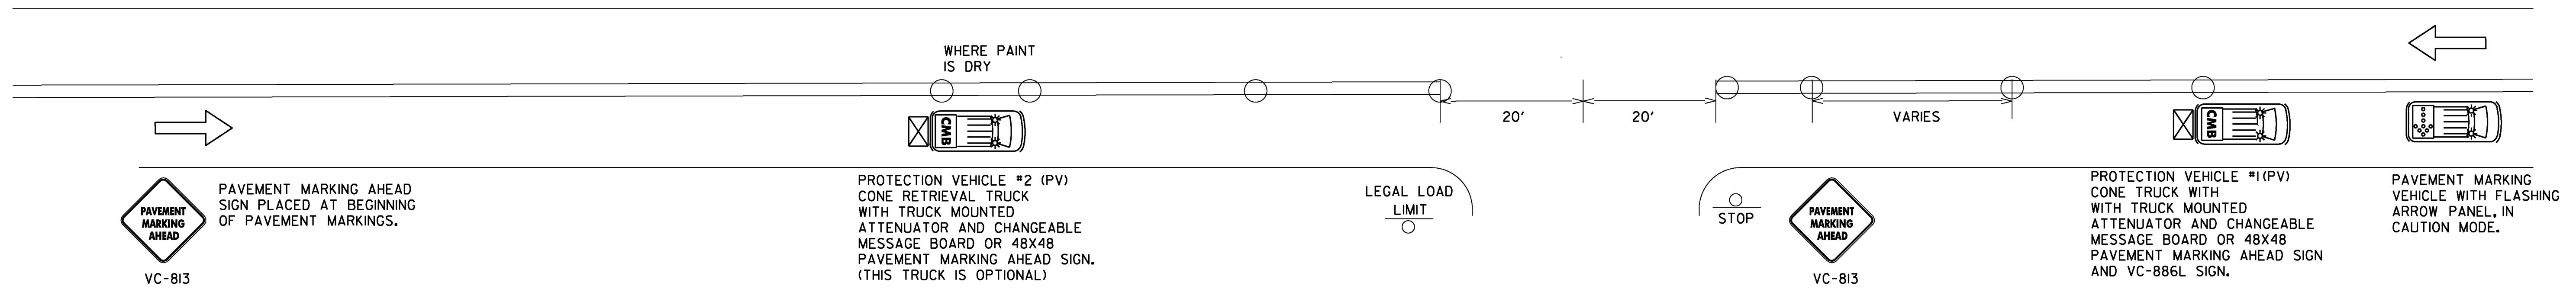 WHERE PAINT
IS DRY
20'
20'
VARIES
CMB
CMB
PAVEMENT
MARKING
AHEAD
VC-813
PAVEMENT MARKING AHEAD
SIGN PLACED AT BEGINNING
OF PAVEMENT MARKINGS.
PROTECTION VEHICLE #2 (PV)
CONE RETRIEVAL TRUCK
WITH TRUCK MOUNTED
ATTENUATOR AND CHANGEABLE
MESSAGE BOARD OR 48X48
PAVEMENT MARKING AHEAD SIGN.
(THIS TRUCK IS OPTIONAL)
LEGAL LOAD
LIMIT
STOP
PAVEMENT
MARKING
AHEAD
VC-813
PROTECTION VEHICLE #1(PV)
CONE TRUCK WITH
WITH TRUCK MOUNTED
ATTENUATOR AND CHANGEABLE
MESSAGE BOARD OR 48X48
PAVEMENT MARKING AHEAD SIGN
AND VC-886L SIGN.
PAVEMENT MARKING
VEHICLE WITH FLASHING
ARROW PANEL, IN
CAUTION MODE.